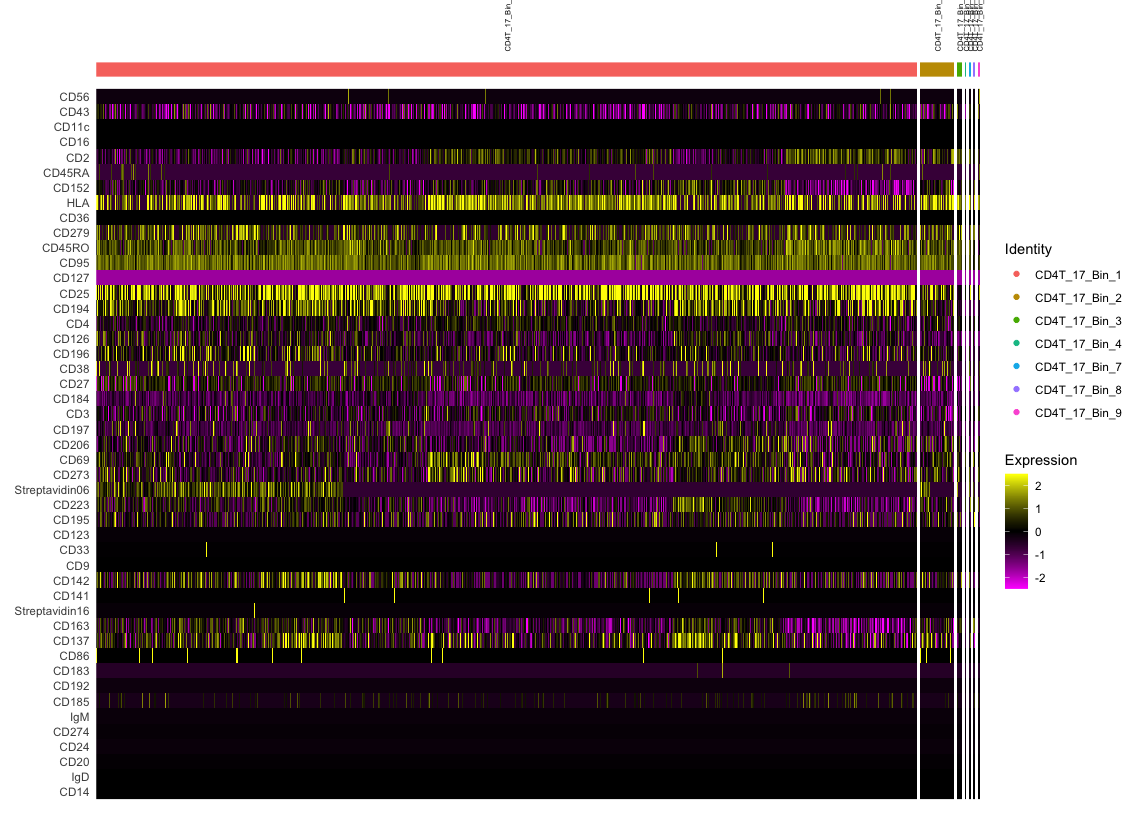 CD4T_17_Bin_
CD4T_17_Bin_
CD4T_17_Bin_
CD56
CD43
CD11c
CD16
CD2
CD45RA
CD152
HLA
CD36
CD279
CD45RO
CD95
CD127
CD25
CD194
CD4
CD126
CD196
CD38
CD27
CD184
CD3
CD197
CD206
CD69
CD273
Streptavidin06
CD223
CD195
CD123
CD33
CD9
CD142
CD141
Streptavidin16
CD163
CD137
CD86
CD183
CD192
CD185
IgM
CD274
CD24
CD20
IgD
CD14
Identity
CD4T_17_Bin_1
CD4T_17_Bin_2
CD4T_17_Bin_3
CD4T_17_Bin_4
CD4T_17_Bin_7
CD4T_17_Bin_8
CD4T_17_Bin_9
Expression
2
1
0
-1
-2